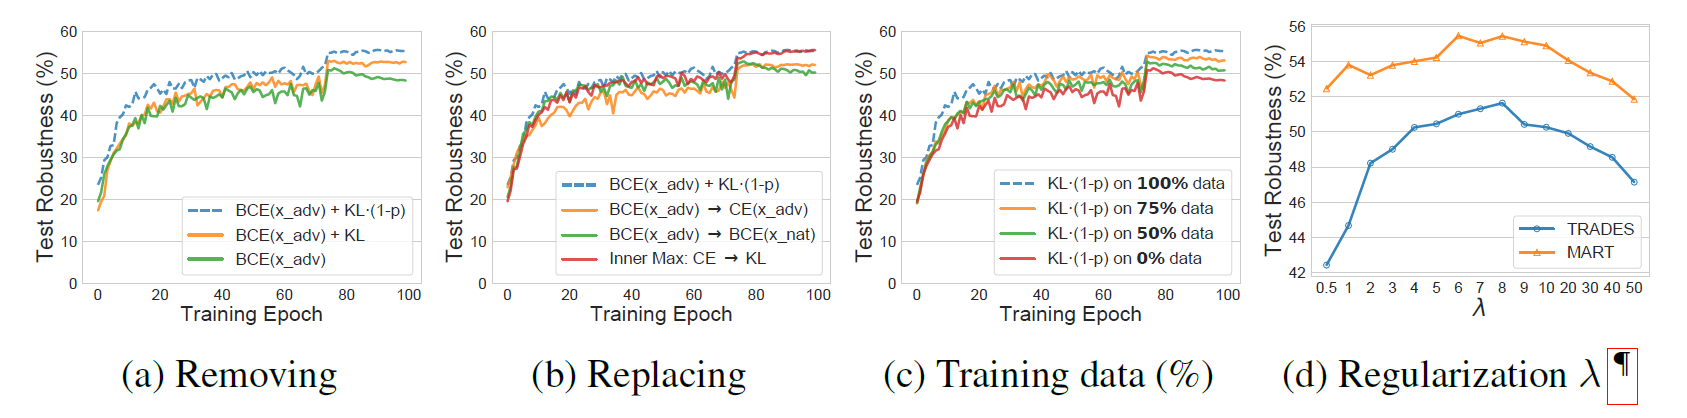 Test Robustness (%)
60
50
40
30
20
10
0
BCE(x_adv) + KL·(1-p)
BCE(x_adv) + KL
BCE(x_adv)
0 20 40 60 80 100
Training Epoch
(a) Removing
Test Robustness (%)
60
50
40
30
20
10
0
BCE(x_adv) + KL·(1-p)
BCE(x_adv) → CE(x_adv)
BCE(x_adv) → BCE(x_nat)
Inner Max: CE → KL
0 20 40 60 80 100
Training Epoch
(b) Replacing
Test Robustness (%)
60
50
40
30
20
10
0
KL·(1-p) on 100% data
KL·(1-p) on 75% data
KL·(1-p) on 50% data
KL·(1-p) on 0% data
0 20 40 60 80 100
Training Epoch
(c) Training data (%)
Test Robustness (%)
56
54
52
50
48
46
44
42
TRADES
MART
0.5 1 2 3 4 5 6 7 8 9 10 20 30 40 50
λ
(d) Regularization λ ¶